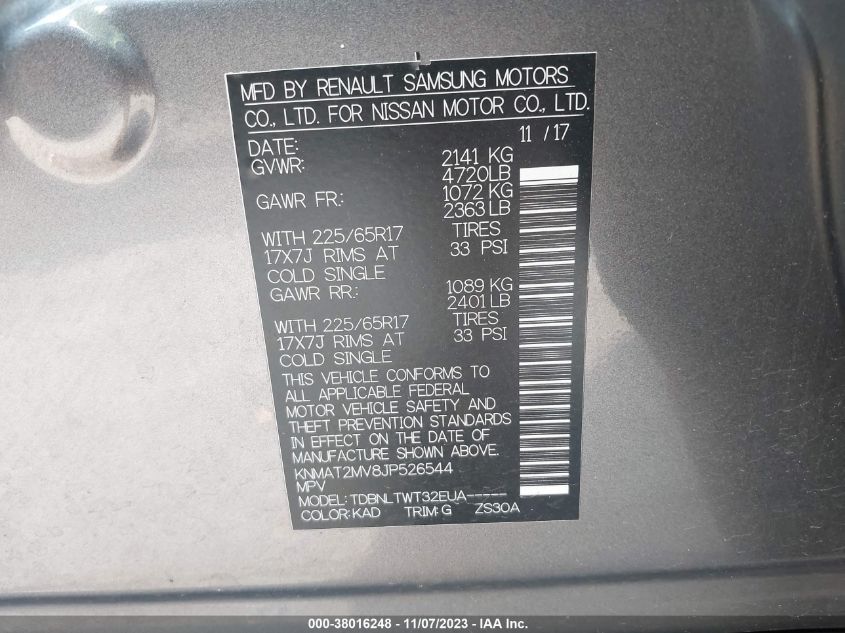 MFD BY RENAULT SAMSUNG MOTORS
CO., LTD. FOR NISSAN MOTOR CO., LTD.
DATE: 11 / 17
GVWR: 2141 KG
4720LB
GAWR FR: 1072 KG
2363 LB
WITH 225/65R17 TIRES
17X7J RIMS AT 33 PSI
COLD SINGLE
GAWR RR: 1089 KG
2401 LB
WITH 225/65R17 TIRES
17X7J RIMS AT 33 PSI
COLD SINGLE
THIS VEHICLE CONFORMS TO
ALL APPLICABLE FEDERAL
MOTOR VEHICLE SAFETY AND
THEFT PREVENTION STANDARDS
IN EFFECT ON THE DATE OF
MANUFACTURE SHOWN ABOVE.
KNMAT2MV8JP526544
MPV
MODEL: TDBNLTWT32EUA-----
COLOR:KAD TRIM:G ZS30A
000-38016248 - 11/07/2023 - IAA Inc.